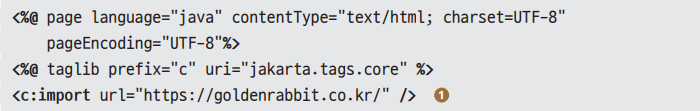 <%@ page language="java" contentType="text/html; charset=UTF-8"
    pageEncoding="UTF-8"%>
<%@ taglib prefix="c" uri="jakarta.tags.core" %>
<c:import url="https://goldenrabbit.co.kr/" /> ❶